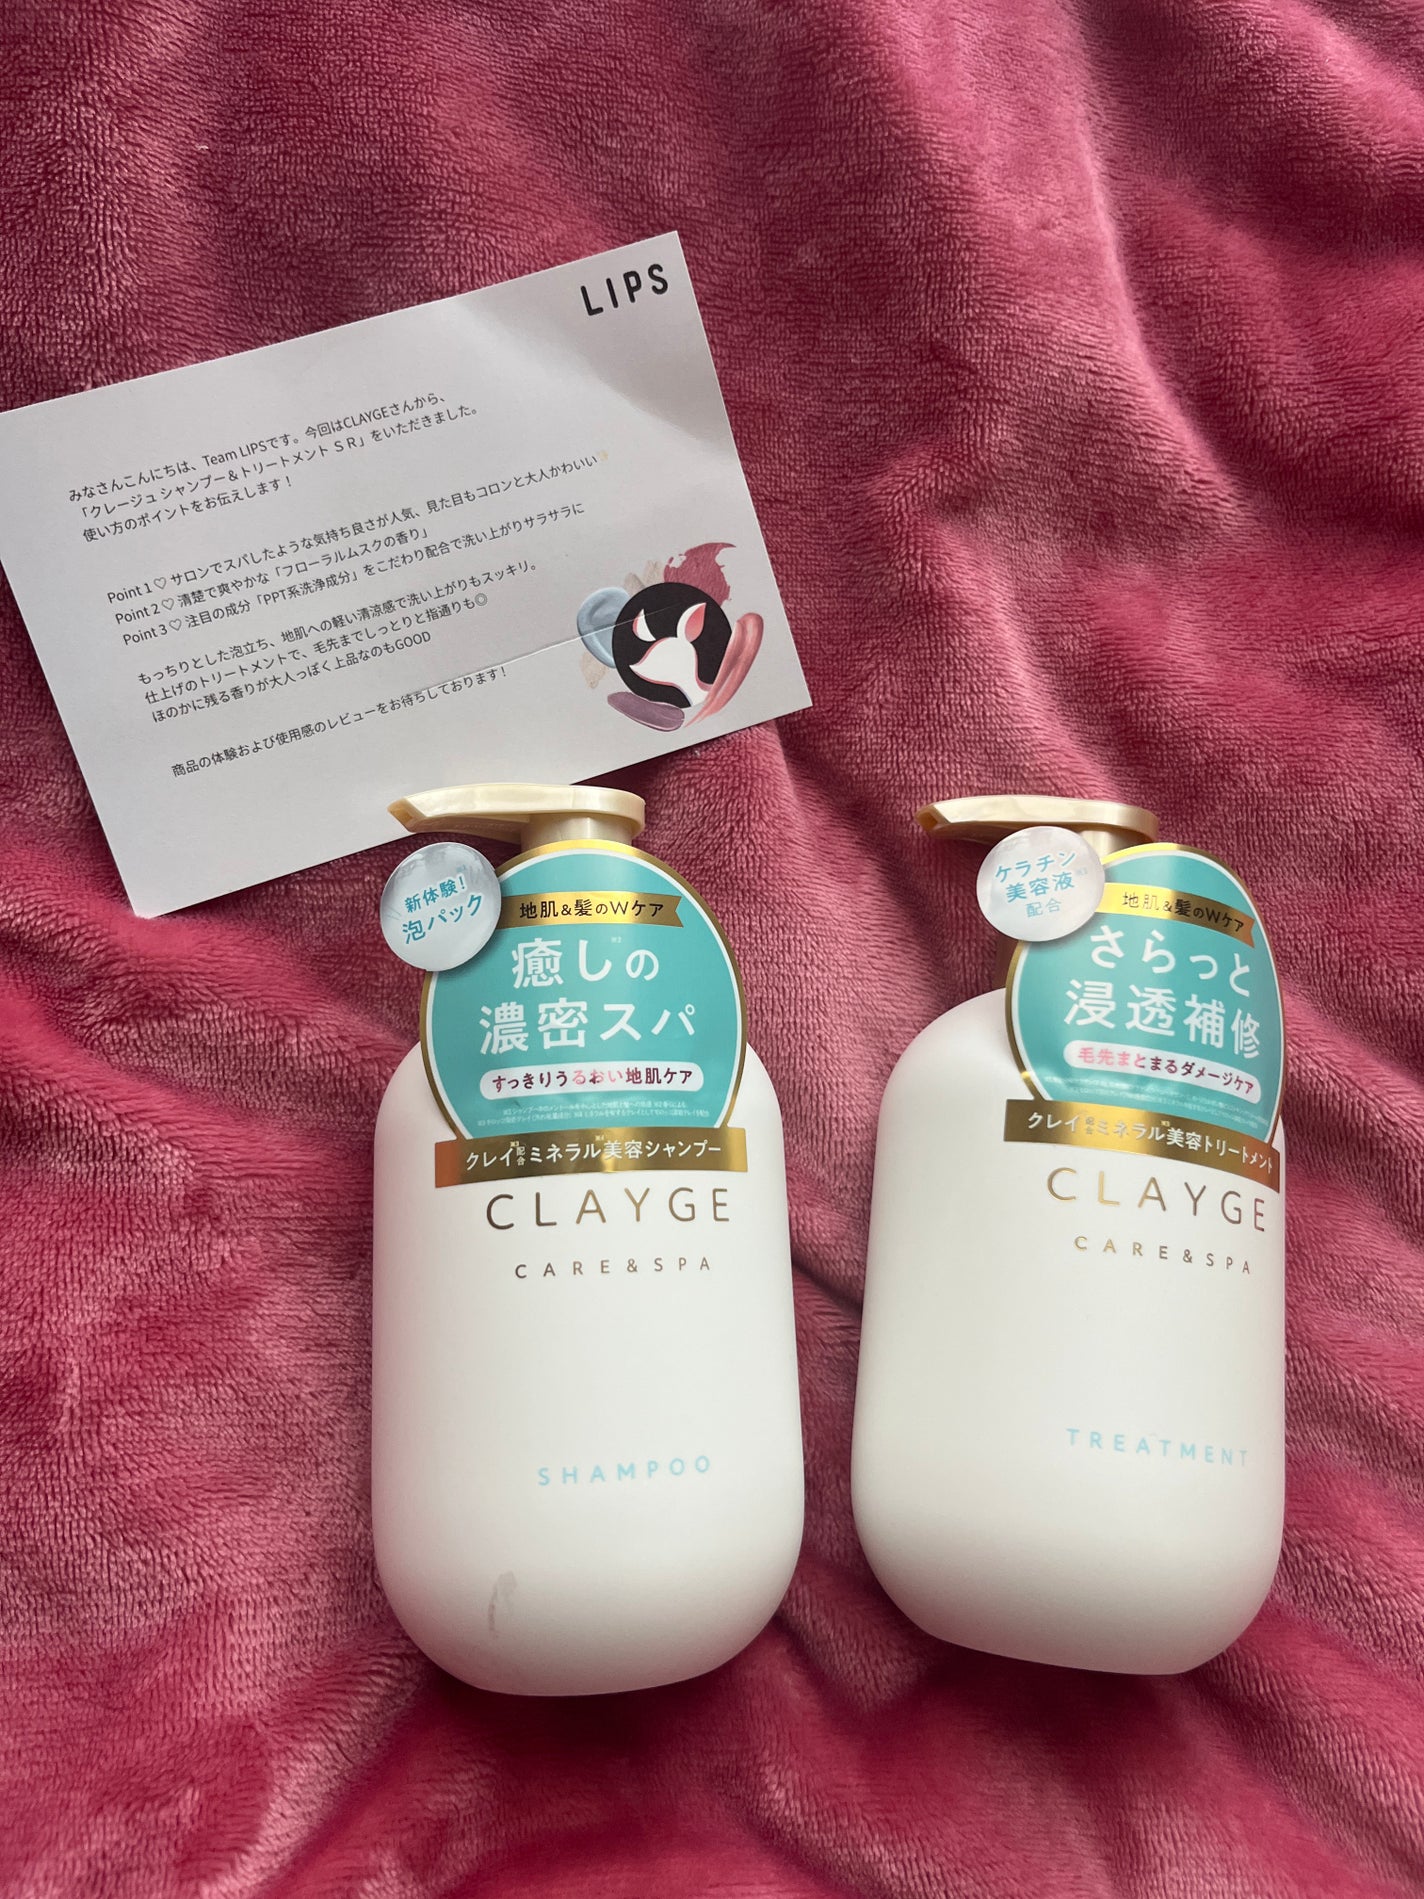 LIPS
みなさんこんにちは、Team LIPSです。今回はCLAYGEさんから、
「クレージュ シャンプー＆トリートメント ＳＲ」をいただきました。
使い方のポイントをお伝えします！
Point 1♡ サロンでスパしたような気持ち良さが人気、見た目もコロンと大人かわいい✨
Point 2♡ 清楚で爽やかな「フローラルムスクの香り」
Point 3♡ 注目の成分「PPT系洗浄成分」をこだわり配合で洗い上がりサラサラに
もっちりとした泡立ち、地肌への軽い清涼感で洗い上がりもスッキリ。
仕上げのトリートメントで、毛先までしっとりと指通りも◎
ほのかに残る香りが大人っぽく上品なのもGOOD
商品の体験および使用感のレビューをお待ちしております！
新体験！
泡パック
地肌&髪のWケア
癒しの※2
濃密スパ
すっきりうるおい地肌ケア
クレイ※3配合ミネラル※4美容シャンプー
CLAYGE
CARE&SPA
SHAMPOO
ケラチン
美容液
配合
地肌&髪のWケア
さらっと
浸透補修
毛先まとまるダメージケア
クレイ配合ミネラル※3美容トリートメント
CLAYGE
CARE&SPA
TREATMENT